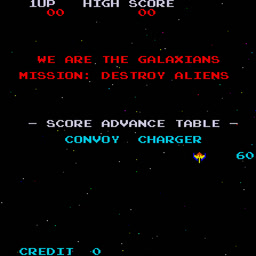 1UP HIGH SCORE
00 00
WE ARE THE GALAXIANS
MISSION: DESTROY ALIENS
– SCORE ADVANCE TABLE –
CONVOY CHARGER
60
CREDIT 0